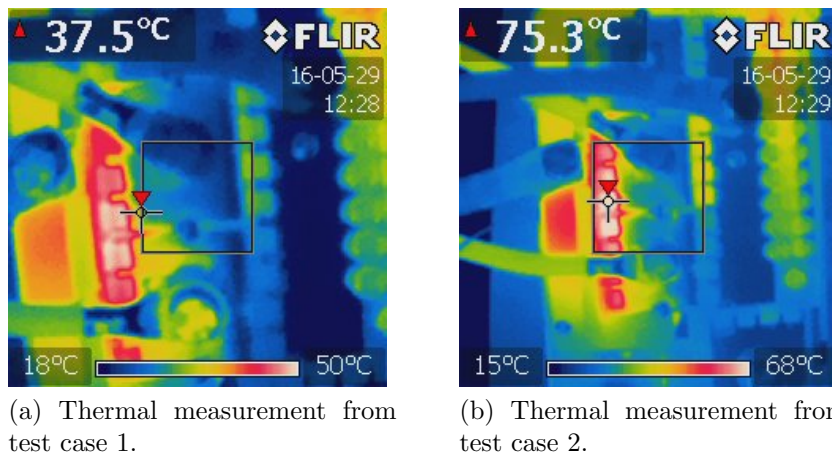 37.5°C
FLIR
16-05-29
12:28
18°C
50°C
(a) Thermal measurement from
test case 1.
75.3°C
FLIR
16-05-29
12:29
15°C
68°C
(b) Thermal measurement from
test case 2.